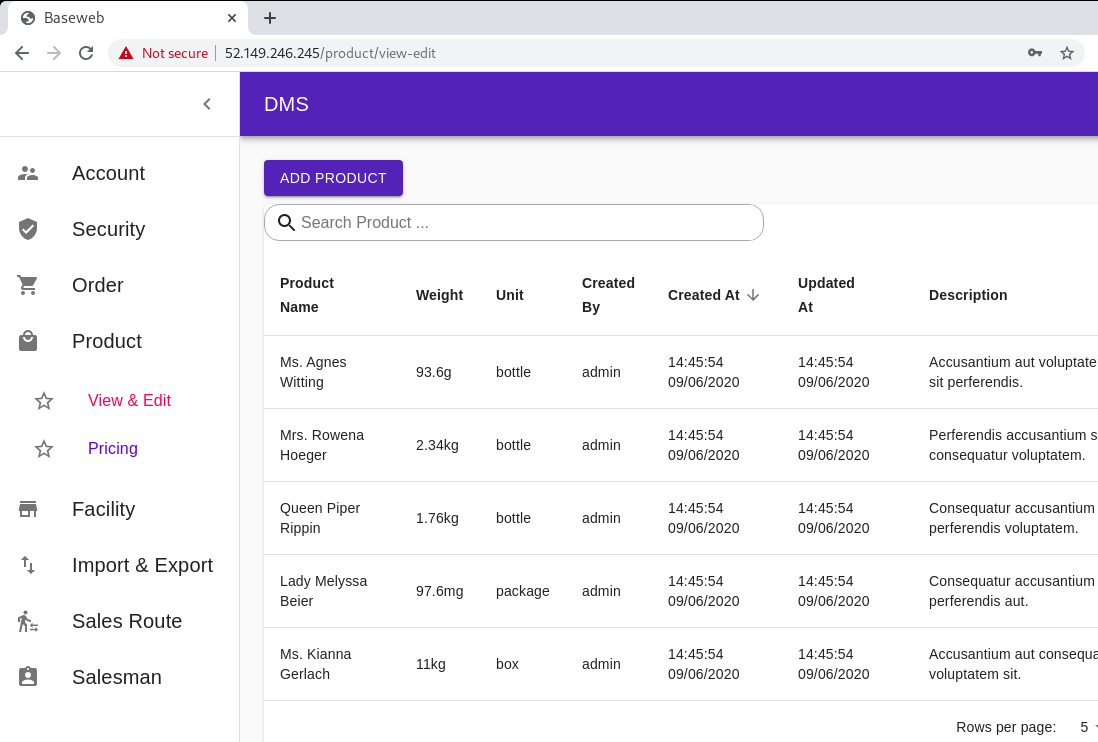 Baseweb
Not secure 52.149.246.245/product/view-edit
DMS
Account
Security
Order
Product
View & Edit
Pricing
Facility
Import & Export
Sales Route
Salesman
ADD PRODUCT
Search Product ...
Product Name Weight Unit Created By Created At Updated At Description
Ms. Agnes Witting 93.6g bottle admin 14:45:54 09/06/2020 14:45:54 09/06/2020 Accusantium aut voluptate sit perferendis.
Mrs. Rowena Hoeger 2.34kg bottle admin 14:45:54 09/06/2020 14:45:54 09/06/2020 Perferendis accusantium s consequatur voluptatem.
Queen Piper Rippin 1.76kg bottle admin 14:45:54 09/06/2020 14:45:54 09/06/2020 Consequatur accusantium perferendis voluptatem.
Lady Melyssa Beier 97.6mg package admin 14:45:54 09/06/2020 14:45:54 09/06/2020 Consequatur accusantium perferendis aut.
Ms. Kianna Gerlach 11kg box admin 14:45:54 09/06/2020 14:45:54 09/06/2020 Accusantium aut consequa voluptatem sit.
Rows per page: 5